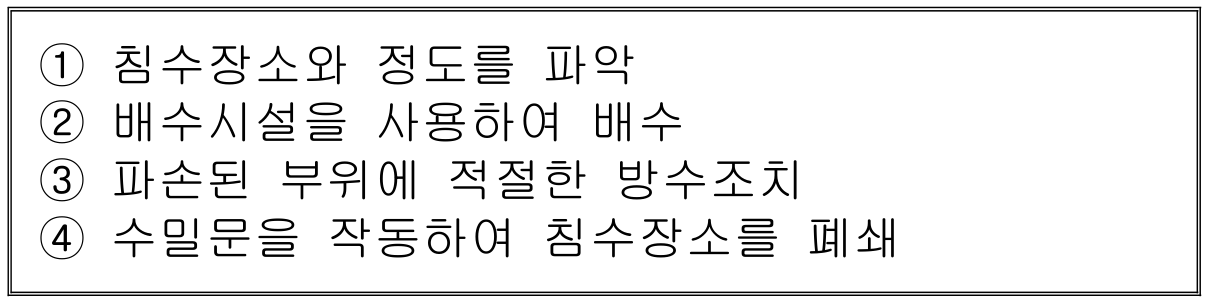 ① 침수장소와 정도를 파악
② 배수시설을 사용하여 배수
③ 파손된 부위에 적절한 방수조치
④ 수밀문을 작동하여 침수장소를 폐쇄